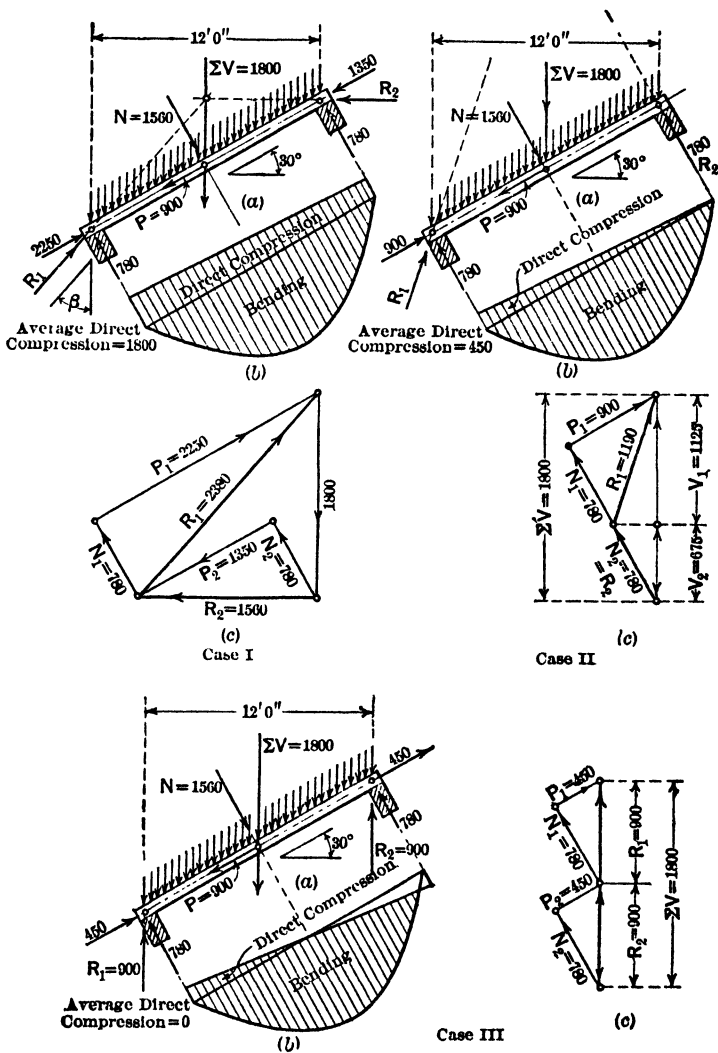 12'0"
ΣV=1800
1350
R2
N=1560
780
30°
(a)
P=900
2250
R1
780
β
Direct Compression
Bending
Average Direct
Compression=1800
(b)
12'0"
ΣV=1800
N=1560
780
R2
30°
(a)
P=900
900
R1
780
Direct Compression
Bending
Average Direct
Compression=450
(b)
P1=2250
R1=2380
1800
N1=780
P2=1350
N2=780
R2=1560
(c)
Case I
ΣV=1800
P1=900
N1=780
R1=1190
V1=1125
N2=780
=R2
V2=675
(c)
Case II
12'0"
ΣV=1800
450
N=1560
780
30°
R2=900
(a)
P=900
450
780
R1=900
Direct Compression
Bending
Average Direct
Compression=0
(b)
Case III
P1=450
N1=780
R1=900
P2=450
N2=780
R2=900
ΣV=1800
(c)